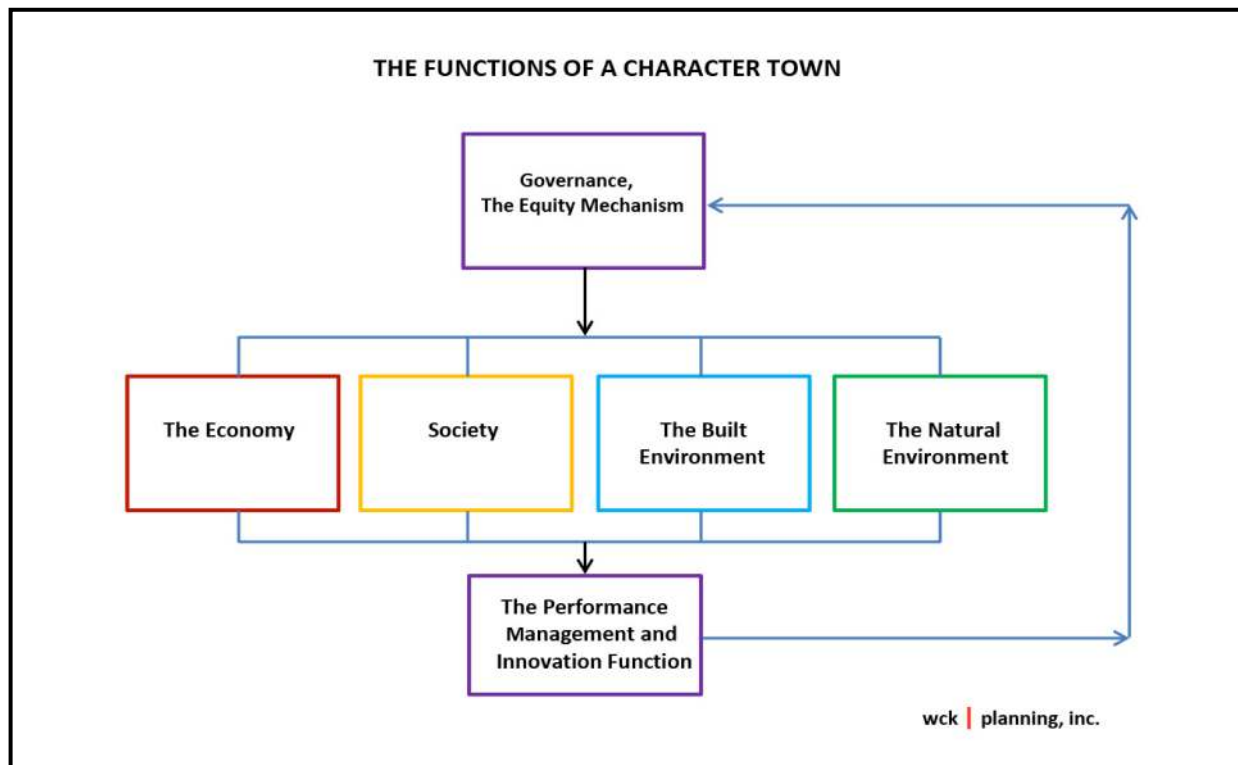 THE FUNCTIONS OF A CHARACTER TOWN
Governance,
The Equity Mechanism
The Economy
Society
The Built
Environment
The Natural
Environment
The Performance
Management and
Innovation Function
wck | planning, inc.